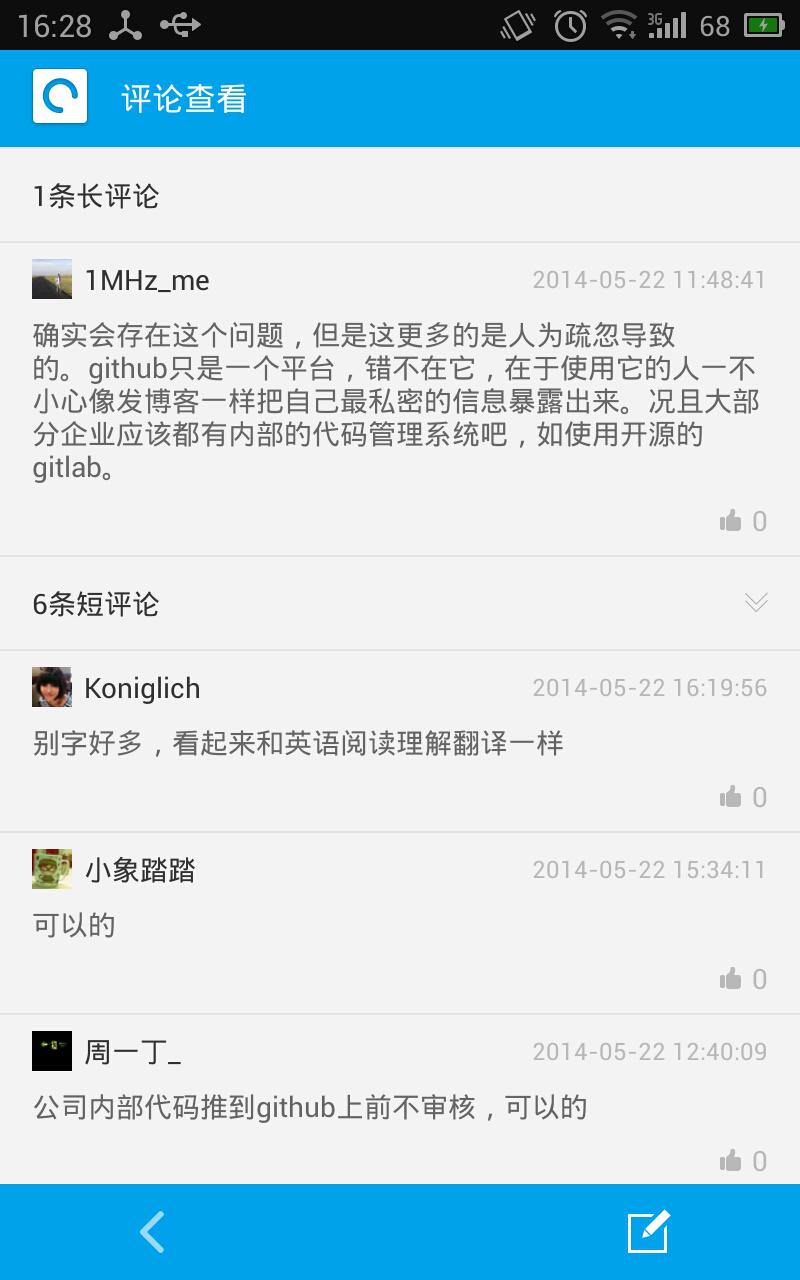 16:28
3G
68
评论查看
1条长评论
1MHz_me
2014-05-22 11:48:41
确实会存在这个问题，但是这更多的是人为疏忽导致
的。github只是一个平台，错不在它，在于使用它的人一不
小心像发博客一样把自己最私密的信息暴露出来。况且大部
分企业应该都有内部的代码管理系统吧，如使用开源的
gitlab。
0
6条短评论
Koniglich
2014-05-22 16:19:56
别字好多，看起来和英语阅读理解翻译一样
0
小象踏踏
2014-05-22 15:34:11
可以的
0
周一丁_
2014-05-22 12:40:09
公司内部代码推到github上前不审核，可以的
0